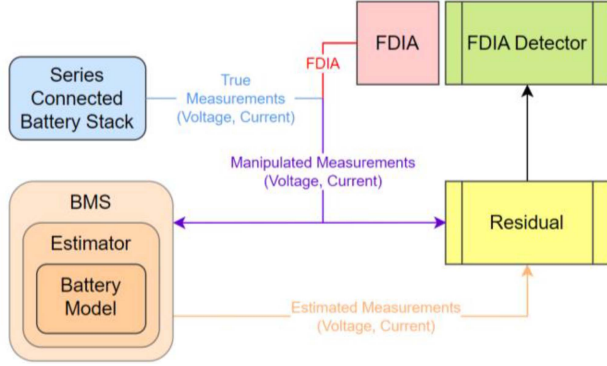 FDIA
FDIA Detector
FDIA
Series
Connected
Battery Stack
True
Measurements
(Voltage, Current)
Manipulated Measurements
(Voltage, Current)
BMS
Estimator
Battery
Model
Residual
Estimated Measurements
(Voltage, Current)